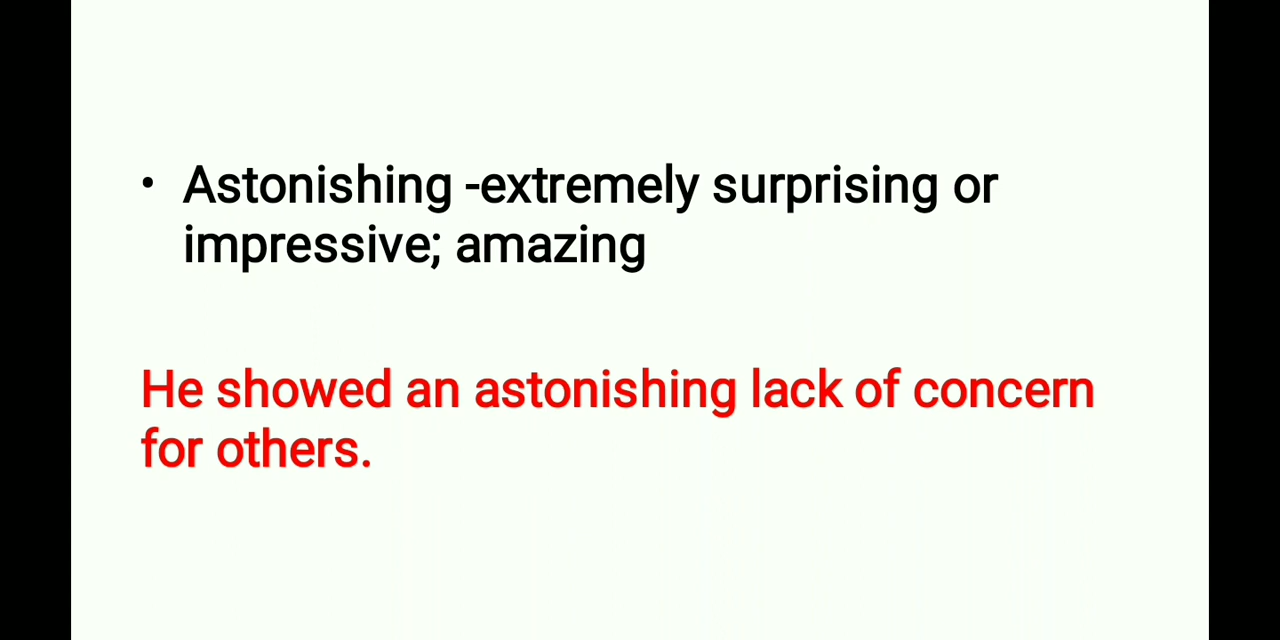 • Astonishing -extremely surprising or
impressive; amazing
He showed an astonishing lack of concern
for others.